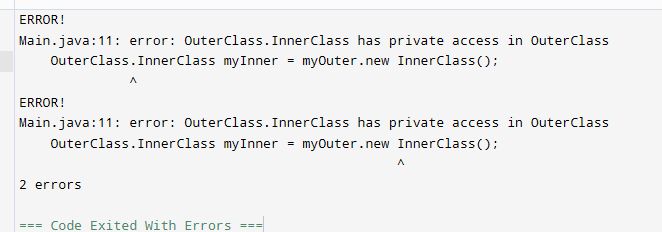 ERROR!
Main.java:11: error: OuterClass.InnerClass has private access in OuterClass
    OuterClass.InnerClass myInner = myOuter.new InnerClass();
              ^
ERROR!
Main.java:11: error: OuterClass.InnerClass has private access in OuterClass
    OuterClass.InnerClass myInner = myOuter.new InnerClass();
                                                ^
2 errors

=== Code Exited With Errors ===